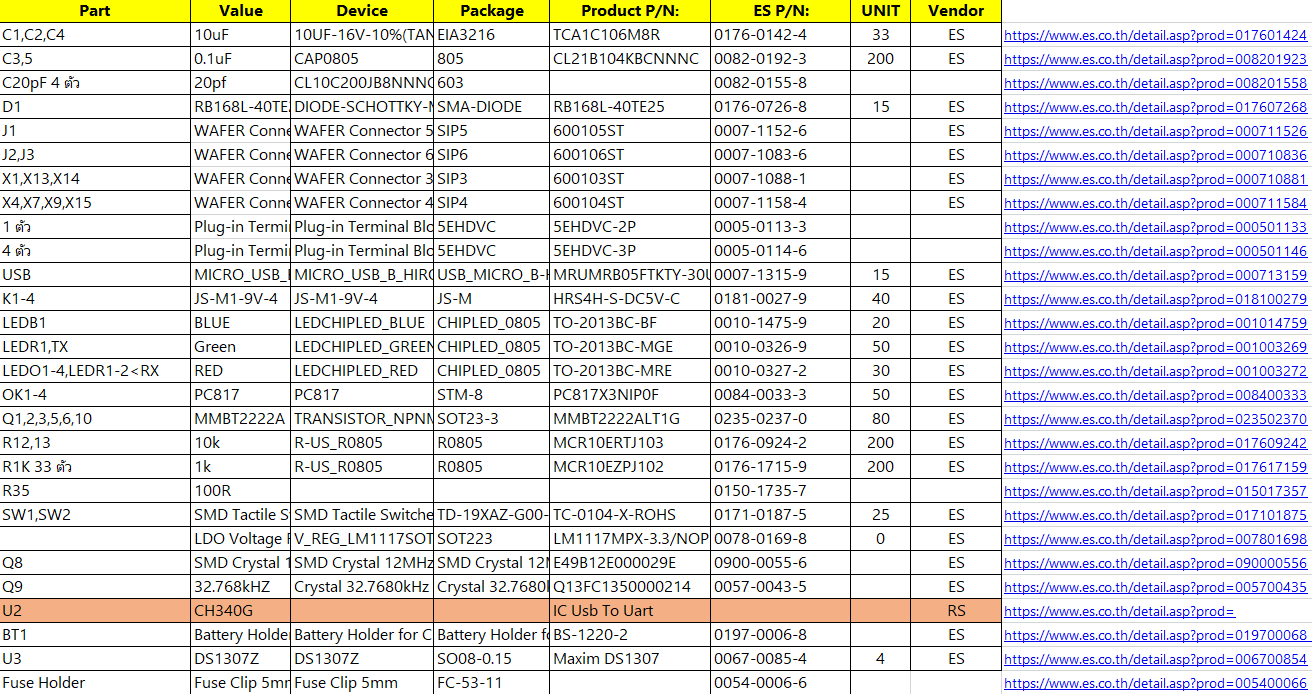 Part Value Device Package Product P/N: ES P/N: UNIT Vendor
C1,C2,C4 10uF 10UF-16V-10%(TAN EIA3216 TCA1C106M8R 0176-0142-4 33 ES https://www.es.co.th/detail.asp?prod=017601424
C3,5 0.1uF CAP0805 805 CL21B104KBCNNNC 0082-0192-3 200 ES https://www.es.co.th/detail.asp?prod=008201923
C20pF 4 ตัว 20pf CL10C200JB8NNNC 603 0082-0155-8 https://www.es.co.th/detail.asp?prod=008201558
D1 RB168L-40TE DIODE-SCHOTTKY- SMA-DIODE RB168L-40TE25 0176-0726-8 15 ES https://www.es.co.th/detail.asp?prod=017607268
J1 WAFER Conne WAFER Connector 5 SIP5 600105ST 0007-1152-6 ES https://www.es.co.th/detail.asp?prod=000711526
J2,J3 WAFER Conne WAFER Connector 6 SIP6 600106ST 0007-1083-6 ES https://www.es.co.th/detail.asp?prod=000710836
X1,X13,X14 WAFER Conne WAFER Connector 3 SIP3 600103ST 0007-1088-1 ES https://www.es.co.th/detail.asp?prod=000710881
X4,X7,X9,X15 WAFER Conne WAFER Connector 4 SIP4 600104ST 0007-1158-4 ES https://www.es.co.th/detail.asp?prod=000711584
1 ตัว Plug-in Termi Plug-in Terminal Blo 5EHDVC 5EHDVC-2P 0005-0113-3 https://www.es.co.th/detail.asp?prod=000501133
4 ตัว Plug-in Termi Plug-in Terminal Blo 5EHDVC 5EHDVC-3P 0005-0114-6 https://www.es.co.th/detail.asp?prod=000501146
USB MICRO_USB_ MICRO_USB_B_HIRO USB_MICRO_B- MRUMRB05FTKTY-30U 0007-1315-9 15 ES https://www.es.co.th/detail.asp?prod=000713159
K1-4 JS-M1-9V-4 JS-M1-9V-4 JS-M HRS4H-S-DC5V-C 0181-0027-9 40 ES https://www.es.co.th/detail.asp?prod=018100279
LEDB1 BLUE LEDCHIPLED_BLUE CHIPLED_0805 TO-2013BC-BF 0010-1475-9 20 ES https://www.es.co.th/detail.asp?prod=001014759
LEDR1,TX Green LEDCHIPLED_GREEN CHIPLED_0805 TO-2013BC-MGE 0010-0326-9 50 ES https://www.es.co.th/detail.asp?prod=001003269
LEDO1-4,LEDR1-2<RX RED LEDCHIPLED_RED CHIPLED_0805 TO-2013BC-MRE 0010-0327-2 30 ES https://www.es.co.th/detail.asp?prod=001003272
OK1-4 PC817 PC817 STM-8 PC817X3NIP0F 0084-0033-3 50 ES https://www.es.co.th/detail.asp?prod=008400333
Q1,2,3,5,6,10 MMBT2222A TRANSISTOR_NPNM SOT23-3 MMBT2222ALT1G 0235-0237-0 80 ES https://www.es.co.th/detail.asp?prod=023502370
R12,13 10k R-US_R0805 R0805 MCR10ERTJ103 0176-0924-2 200 ES https://www.es.co.th/detail.asp?prod=017609242
R1K 33 ตัว 1k R-US_R0805 R0805 MCR10EZPJ102 0176-1715-9 200 ES https://www.es.co.th/detail.asp?prod=017617159
R35 100R 0150-1735-7 https://www.es.co.th/detail.asp?prod=015017357
SW1,SW2 SMD Tactile S SMD Tactile Switche TD-19XAZ-G00- TC-0104-X-ROHS 0171-0187-5 25 ES https://www.es.co.th/detail.asp?prod=017101875
LDO Voltage V_REG_LM1117SOT SOT223 LM1117MPX-3.3/NOP 0078-0169-8 0 ES https://www.es.co.th/detail.asp?prod=007801698
Q8 SMD Crystal 1 SMD Crystal 12MHz SMD Crystal 12M E49B12E000029E 0900-0055-6 ES https://www.es.co.th/detail.asp?prod=090000556
Q9 32.768kHZ Crystal 32.7680kHz Crystal 32.7680 Q13FC1350000214 0057-0043-5 ES https://www.es.co.th/detail.asp?prod=005700435
U2 CH340G IC Usb To Uart RS https://www.es.co.th/detail.asp?prod=
BT1 Battery Holde Battery Holder for C Battery Holder fo BS-1220-2 0197-0006-8 ES https://www.es.co.th/detail.asp?prod=019700068
U3 DS1307Z DS1307Z SO08-0.15 Maxim DS1307 0067-0085-4 4 ES https://www.es.co.th/detail.asp?prod=006700854
Fuse Holder Fuse Clip 5mm Fuse Clip 5mm FC-53-11 0054-0006-6 https://www.es.co.th/detail.asp?prod=005400066